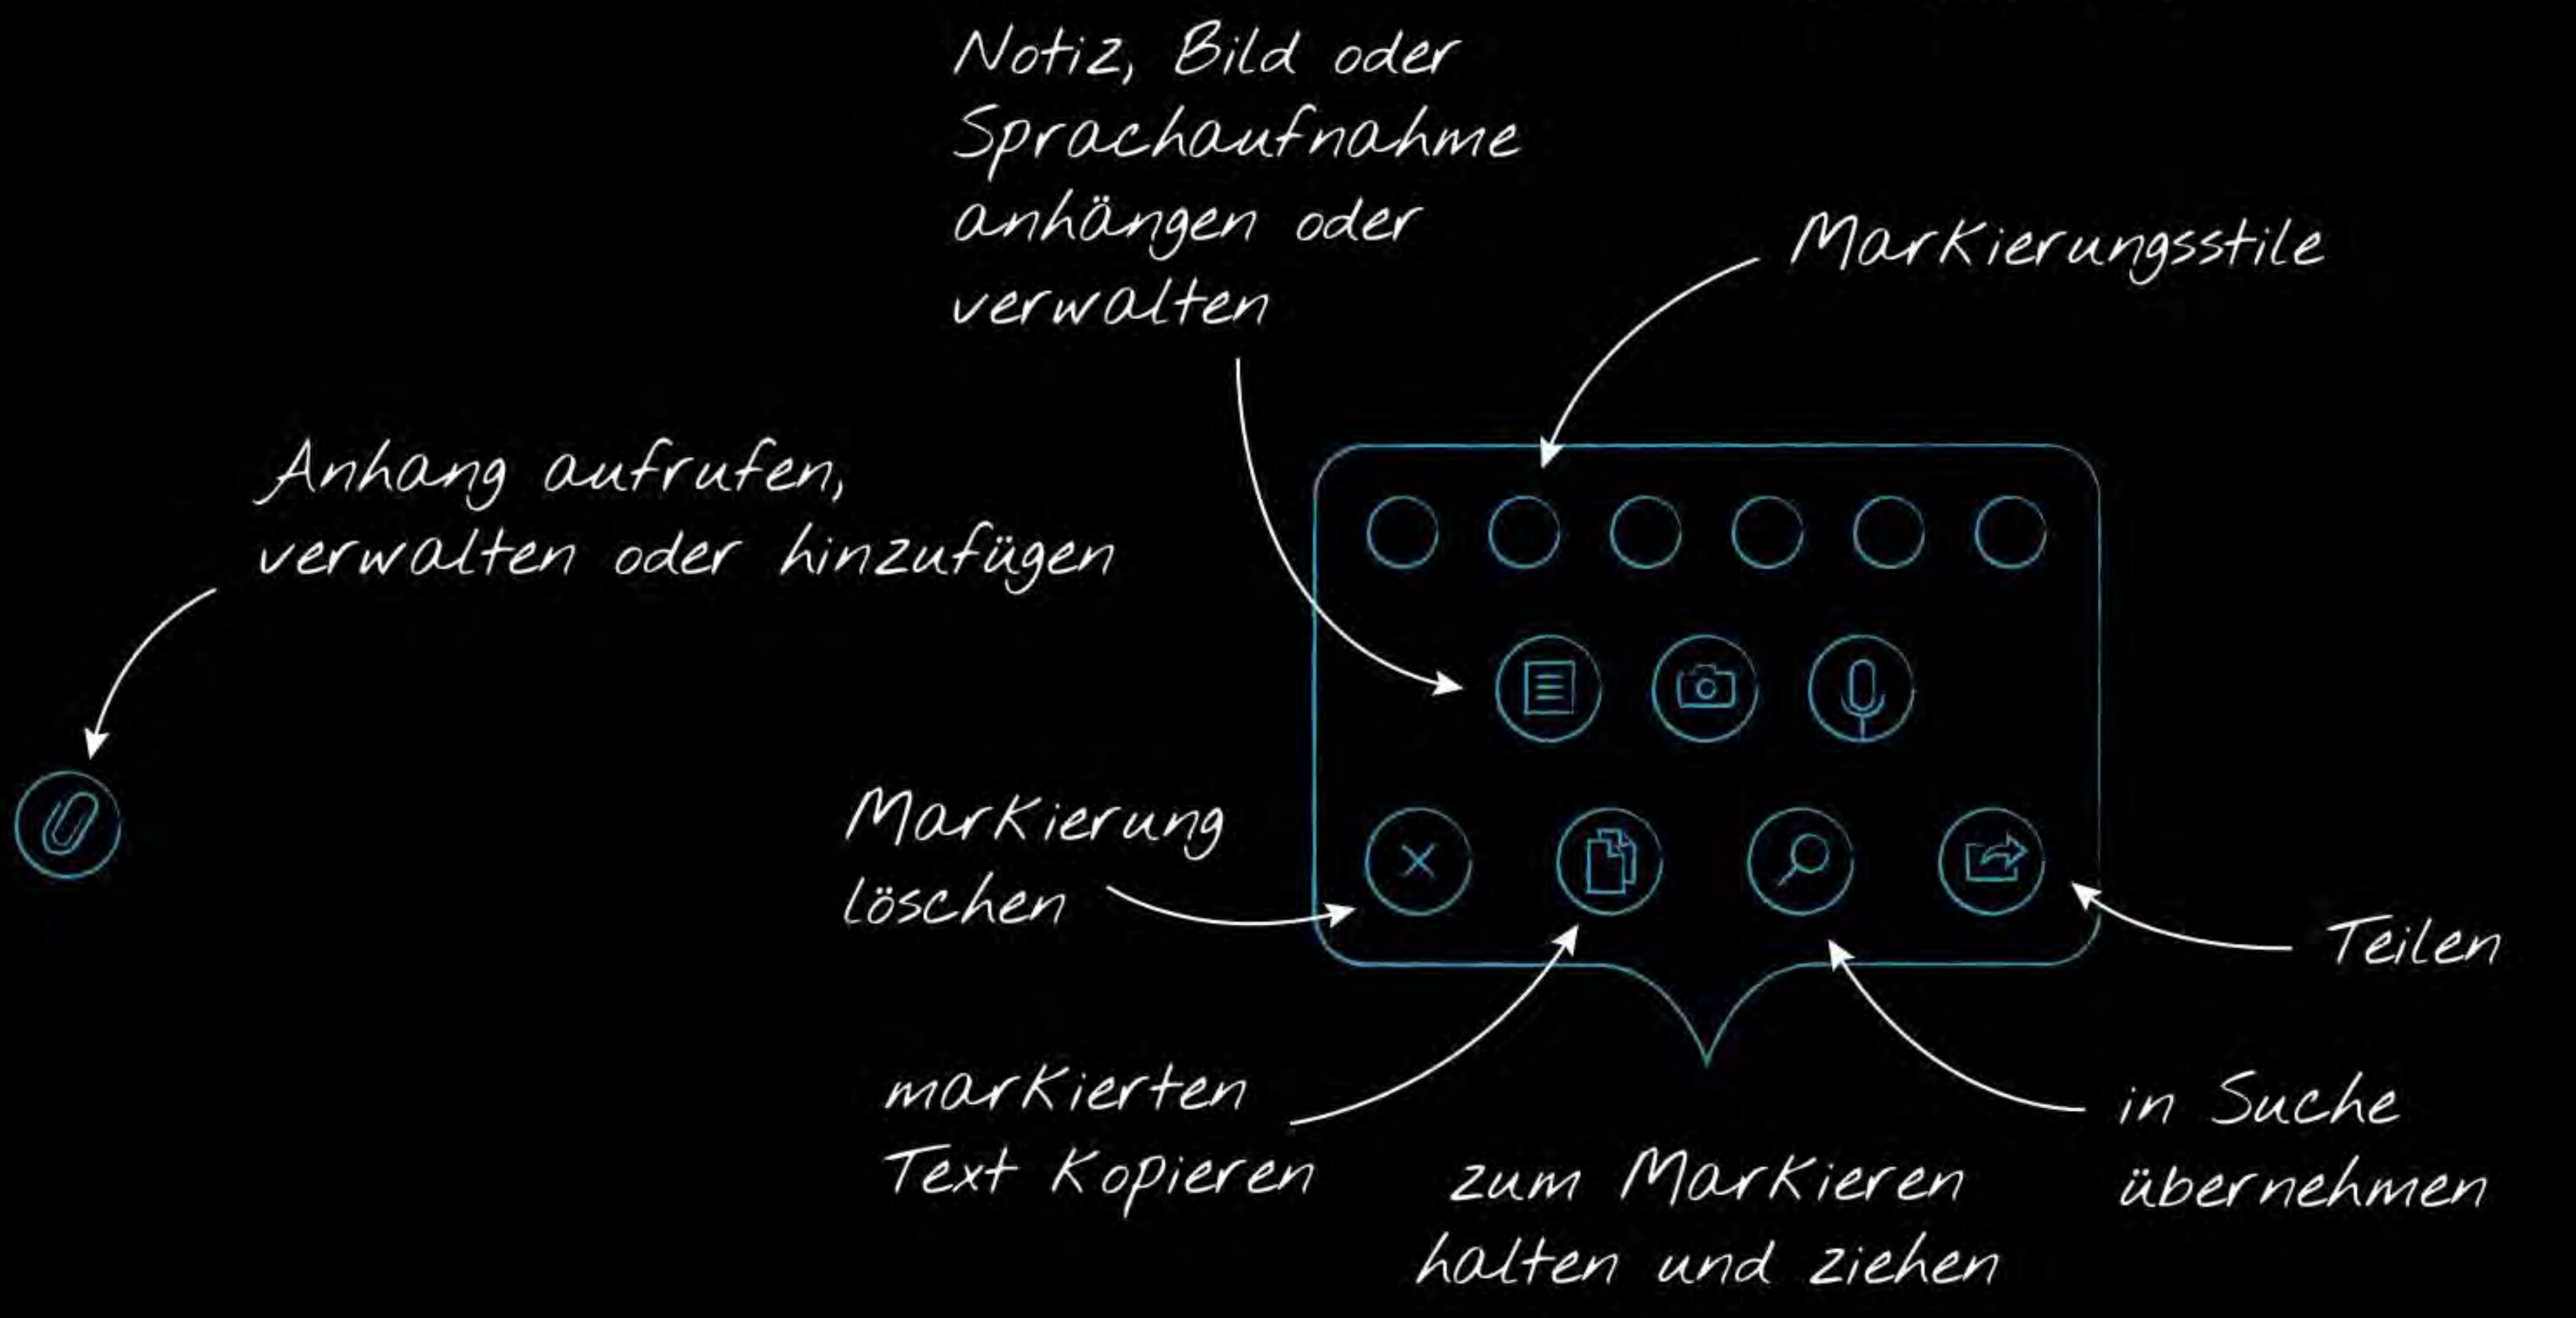 Notiz, Bild oder
Sprachaufnahme
anhängen oder
verwalten
Markierungsstile
Anhang aufrufen,
verwalten oder hinzufügen
Markierung
löschen
Teilen
markierten
Text kopieren
in Suche
übernehmen
zum Markieren
halten und ziehen